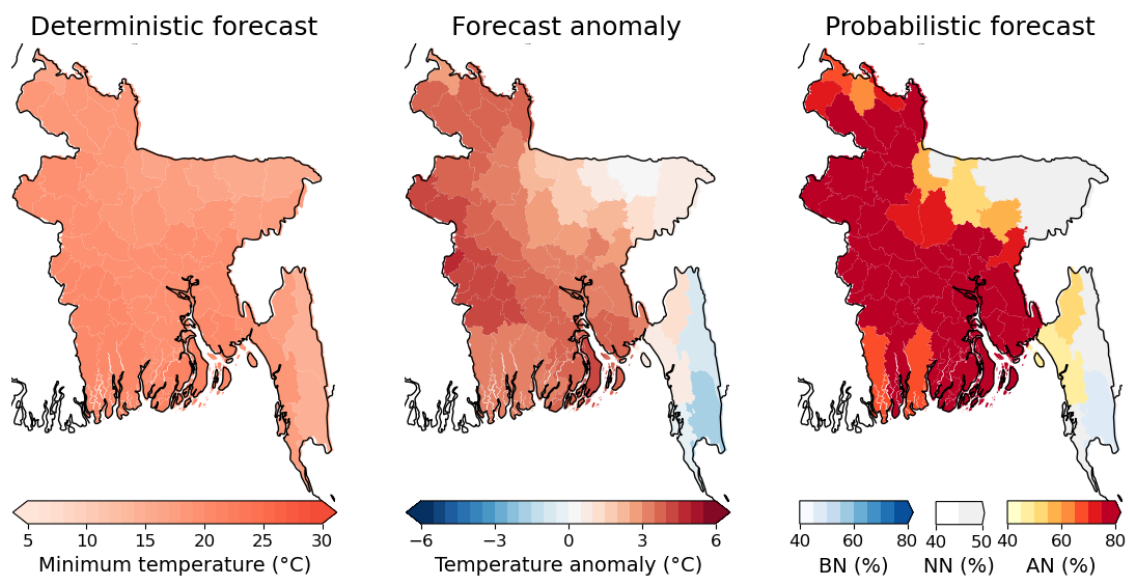 Deterministic forecast
Forecast anomaly
Probabilistic forecast
5 10 15 20 25 30
Minimum temperature (°C)
−6 −3 0 3 6
Temperature anomaly (°C)
40 60 80
BN (%)
40 50
NN (%)
40 60 80
AN (%)